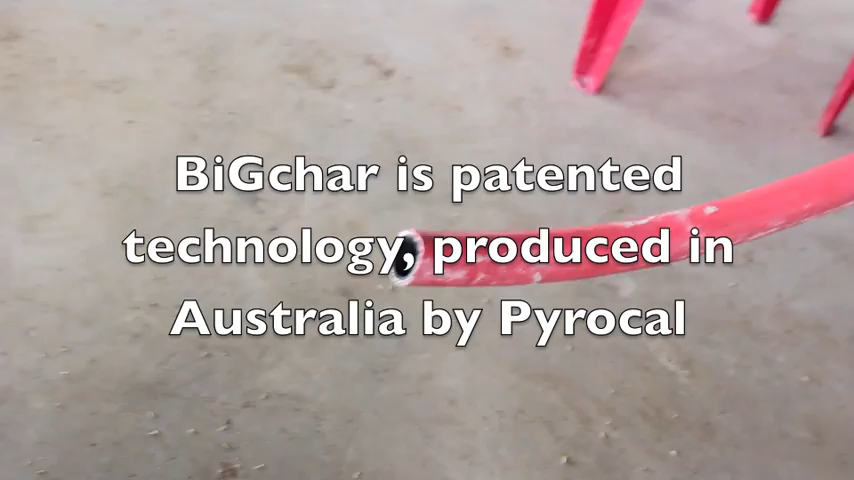 BiGchar is patented
technology, produced in
Australia by Pyrocal